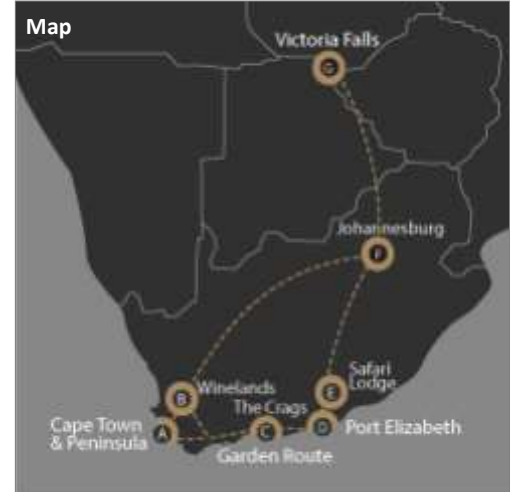 Map
Victoria Falls
G
Johannesburg
F
Safari
Lodge
E
Winelands
B
The Crags
Cape Town
& Peninsula
A
C
D
Port Elizabeth
Garden Route